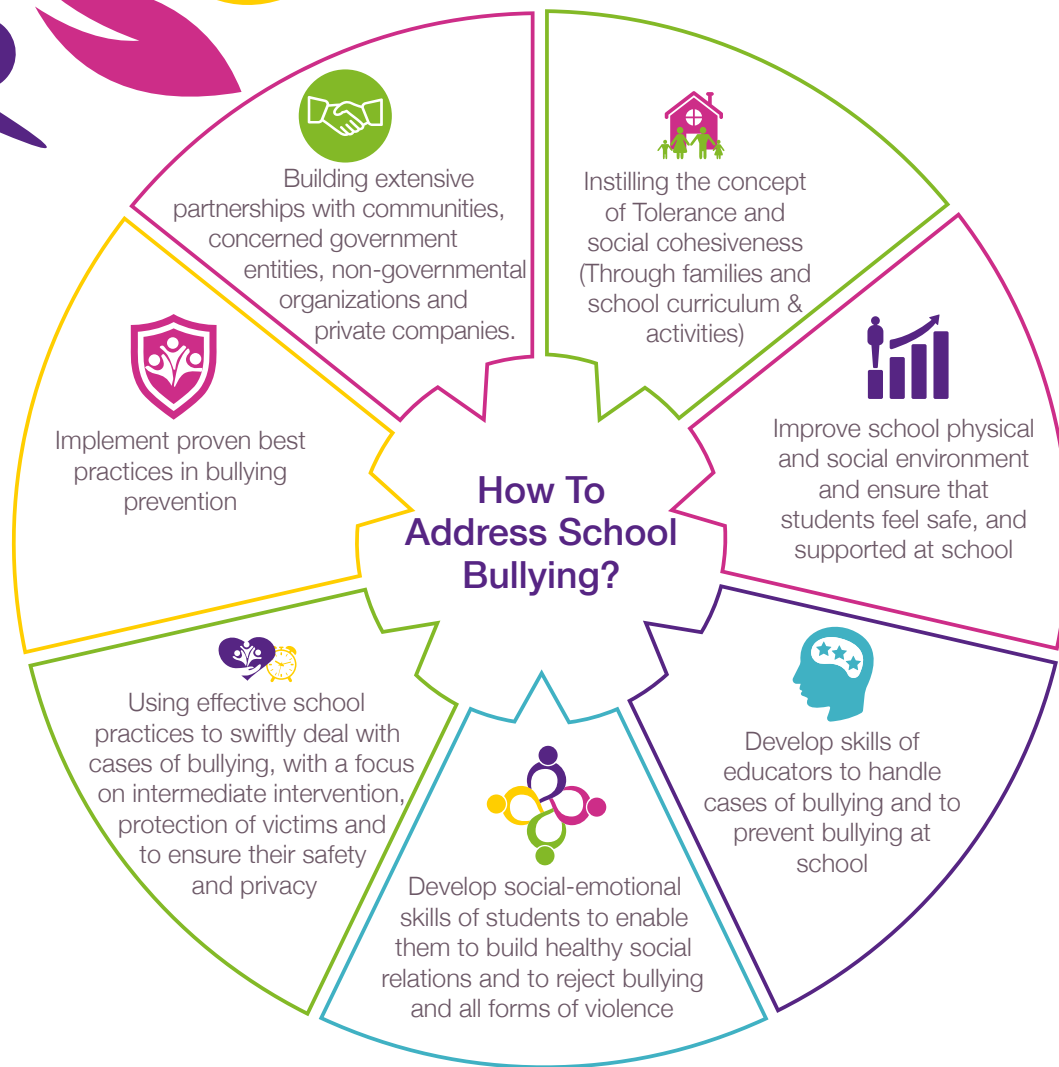 How To
Address School
Bullying?
Instilling the concept
of Tolerance and
social cohesiveness
(Through families and
school curriculum &
activities)
Improve school physical
and social environment
and ensure that
students feel safe, and
supported at school
Develop skills of
educators to handle
cases of bullying and to
prevent bullying at
school
Develop social-emotional
skills of students to enable
them to build healthy social
relations and to reject bullying
and all forms of violence
Using effective school
practices to swiftly deal with
cases of bullying, with a focus
on intermediate intervention,
protection of victims and
to ensure their safety
and privacy
Implement proven best
practices in bullying
prevention
Building extensive
partnerships with communities,
concerned government
entities, non-governmental
organizations and
private companies.